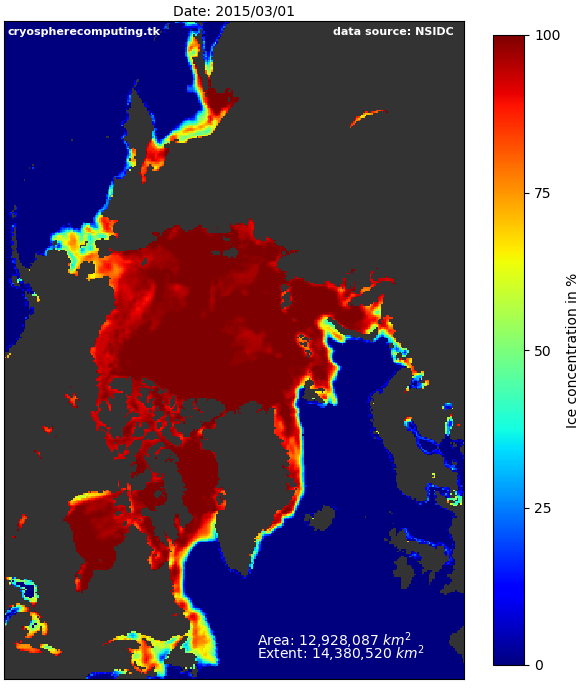 Date: 2015/03/01
cryospherecomputing.tk
data source: NSIDC
100
75
50
25
0
Ice concentration in %
Area: 12,928,087 km²
Extent: 14,380,520 km²